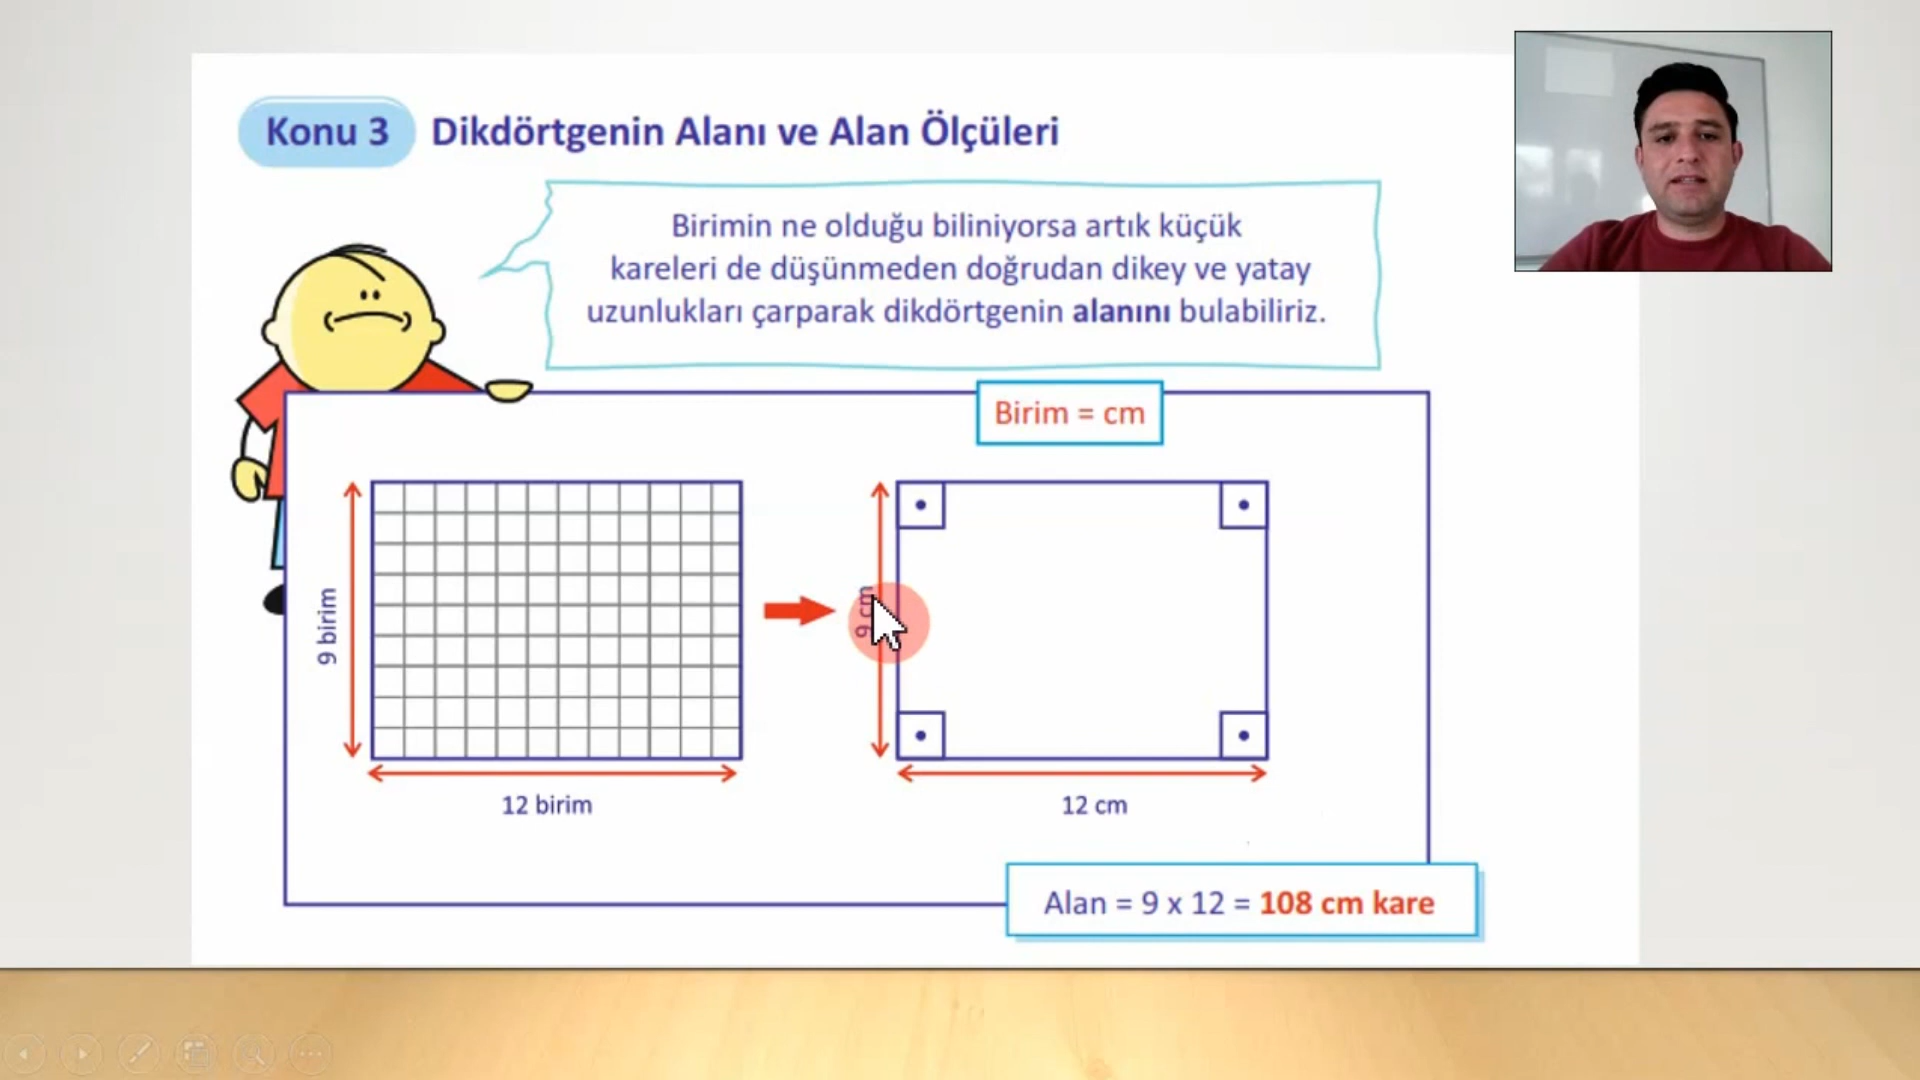 Konu 3 Dikdörtgenin Alanı ve Alan Ölçüleri
Birimin ne olduğu biliniyorsa artık küçük
kareleri de düşünmeden doğrudan dikey ve yatay
uzunlukları çarparak dikdörtgenin alanını bulabiliriz.
Birim = cm
9 birim
12 birim
9 cm
12 cm
Alan = 9 x 12 = 108 cm kare